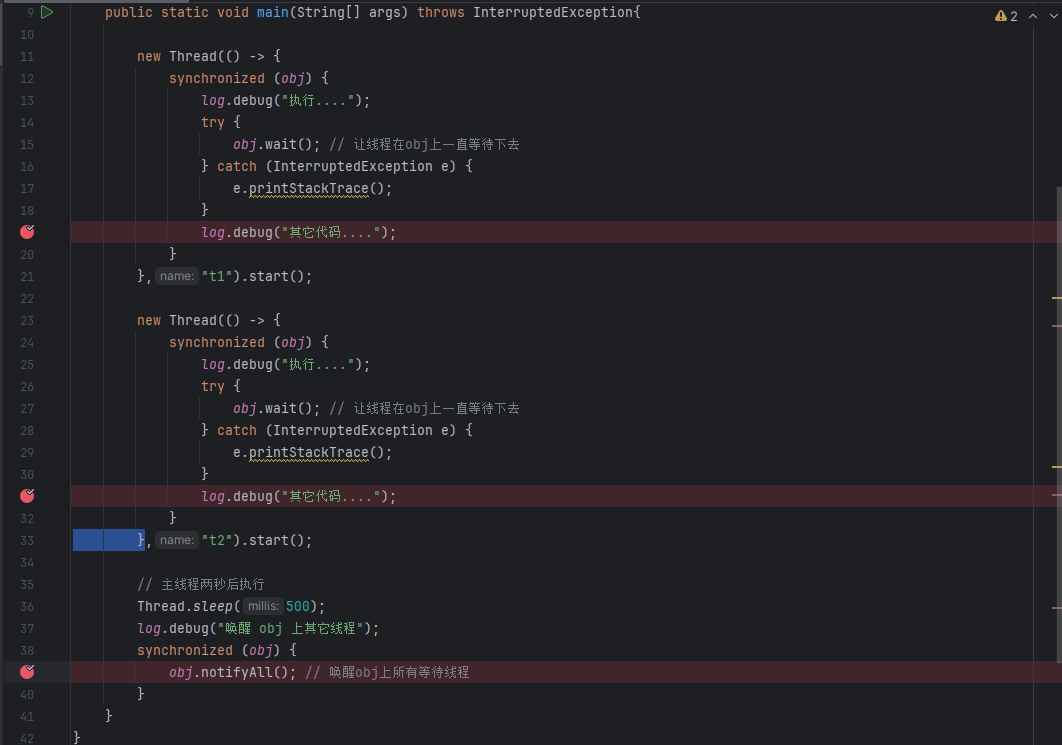 9 public static void main(String[] args) throws InterruptedException{ 2
10
11 new Thread(() -> {
12 synchronized (obj) {
13 log.debug("执行....");
14 try {
15 obj.wait(); // 让线程在obj上一直等待下去
16 } catch (InterruptedException e) {
17 e.printStackTrace();
18 }
log.debug("其它代码....");
20 }
21 }, name: "t1").start();
22
23 new Thread(() -> {
24 synchronized (obj) {
25 log.debug("执行....");
26 try {
27 obj.wait(); // 让线程在obj上一直等待下去
28 } catch (InterruptedException e) {
29 e.printStackTrace();
30 }
log.debug("其它代码....");
32 }
33 }, name: "t2").start();
34
35 // 主线程两秒后执行
36 Thread.sleep( millis: 500);
37 log.debug("唤醒 obj 上其它线程");
38 synchronized (obj) {
obj.notifyAll(); // 唤醒obj上所有等待线程
40 }
41 }
42 }